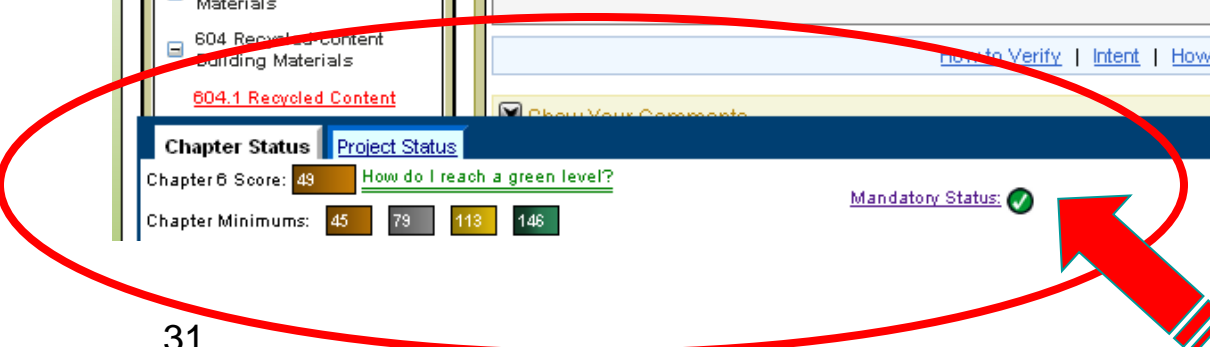 Materials
604 Recycled-Content
Building Materials
604.1 Recycled Content
How to Verify | Intent | How
Show Your Comments
Chapter Status Project Status
Chapter 6 Score: 49 How do I reach a green level?
Mandatory Status:
Chapter Minimums: 45 79 113 146
31